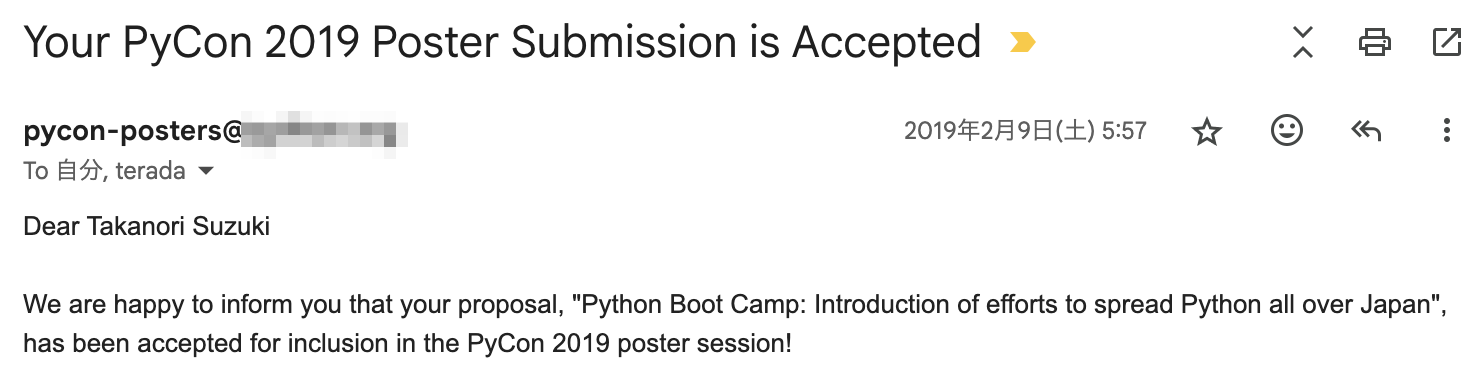 Your PyCon 2019 Poster Submission is Accepted
pycon-posters@
2019年2月9日(土) 5:57
To 自分, terada
Dear Takanori Suzuki
We are happy to inform you that your proposal, "Python Boot Camp: Introduction of efforts to spread Python all over Japan",
has been accepted for inclusion in the PyCon 2019 poster session!